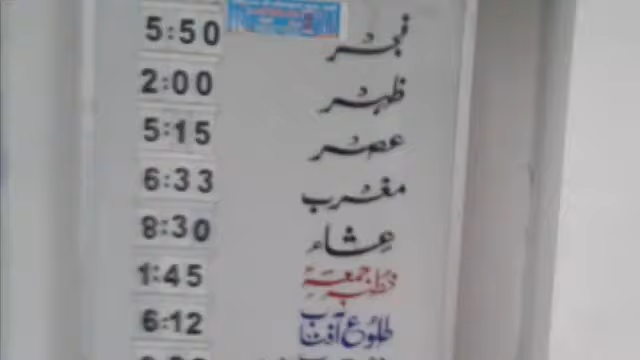 فجر 5:50
ظہر 2:00
عصر 5:15
مغرب 6:33
عشاء 8:30
خطبہ جمعہ 1:45
طلوع آفتاب 6:12